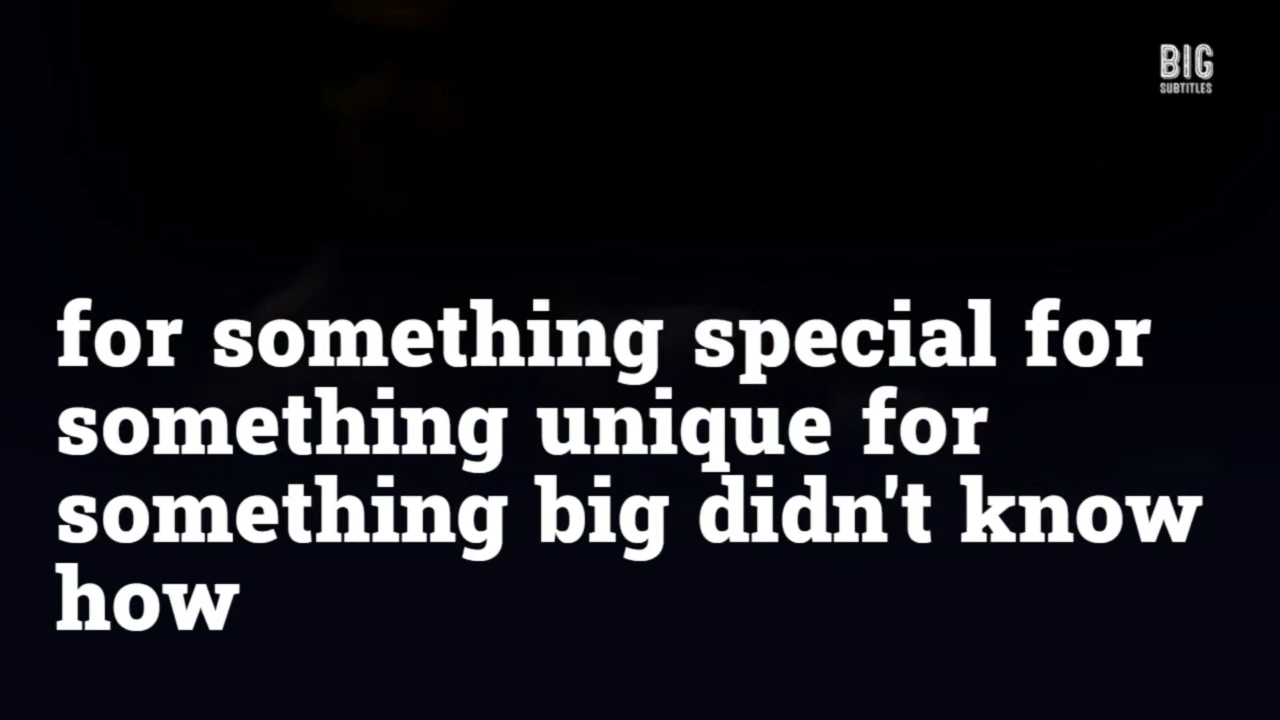 BIG
SUBTITLES
for something special for
something unique for
something big didn't know
how